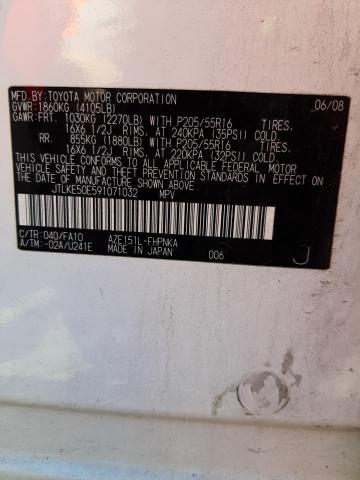 MFD.BY:TOYOTA MOTOR CORPORATION 06/08
GVWR:1860KG (4105LB)
GAWR:FRT. 1030KG (2270LB) WITH P205/55R16 TIRES.
16X6 1/2J RIMS. AT 240KPA (35PSI) COLD
RR. 855KG (1880LB) WITH P205/55R16 TIRES.
16X6 1/2J RIMS. AT 220KPA (32PSI) COLD.
THIS VEHICLE CONFORMS TO ALL APPLICABLE FEDERAL MOTOR
VEHICLE SAFETY AND THEFT PREVENTION STANDARDS IN
EFFECT ON THE DATE OF MANUFACTURE SHOWN ABOVE.
JTLKE50E591071032 MPV
C/TR:040/FA10 AZE151L-FHPNKA
A/TM:-02A/U241E MADE IN JAPAN 006 J